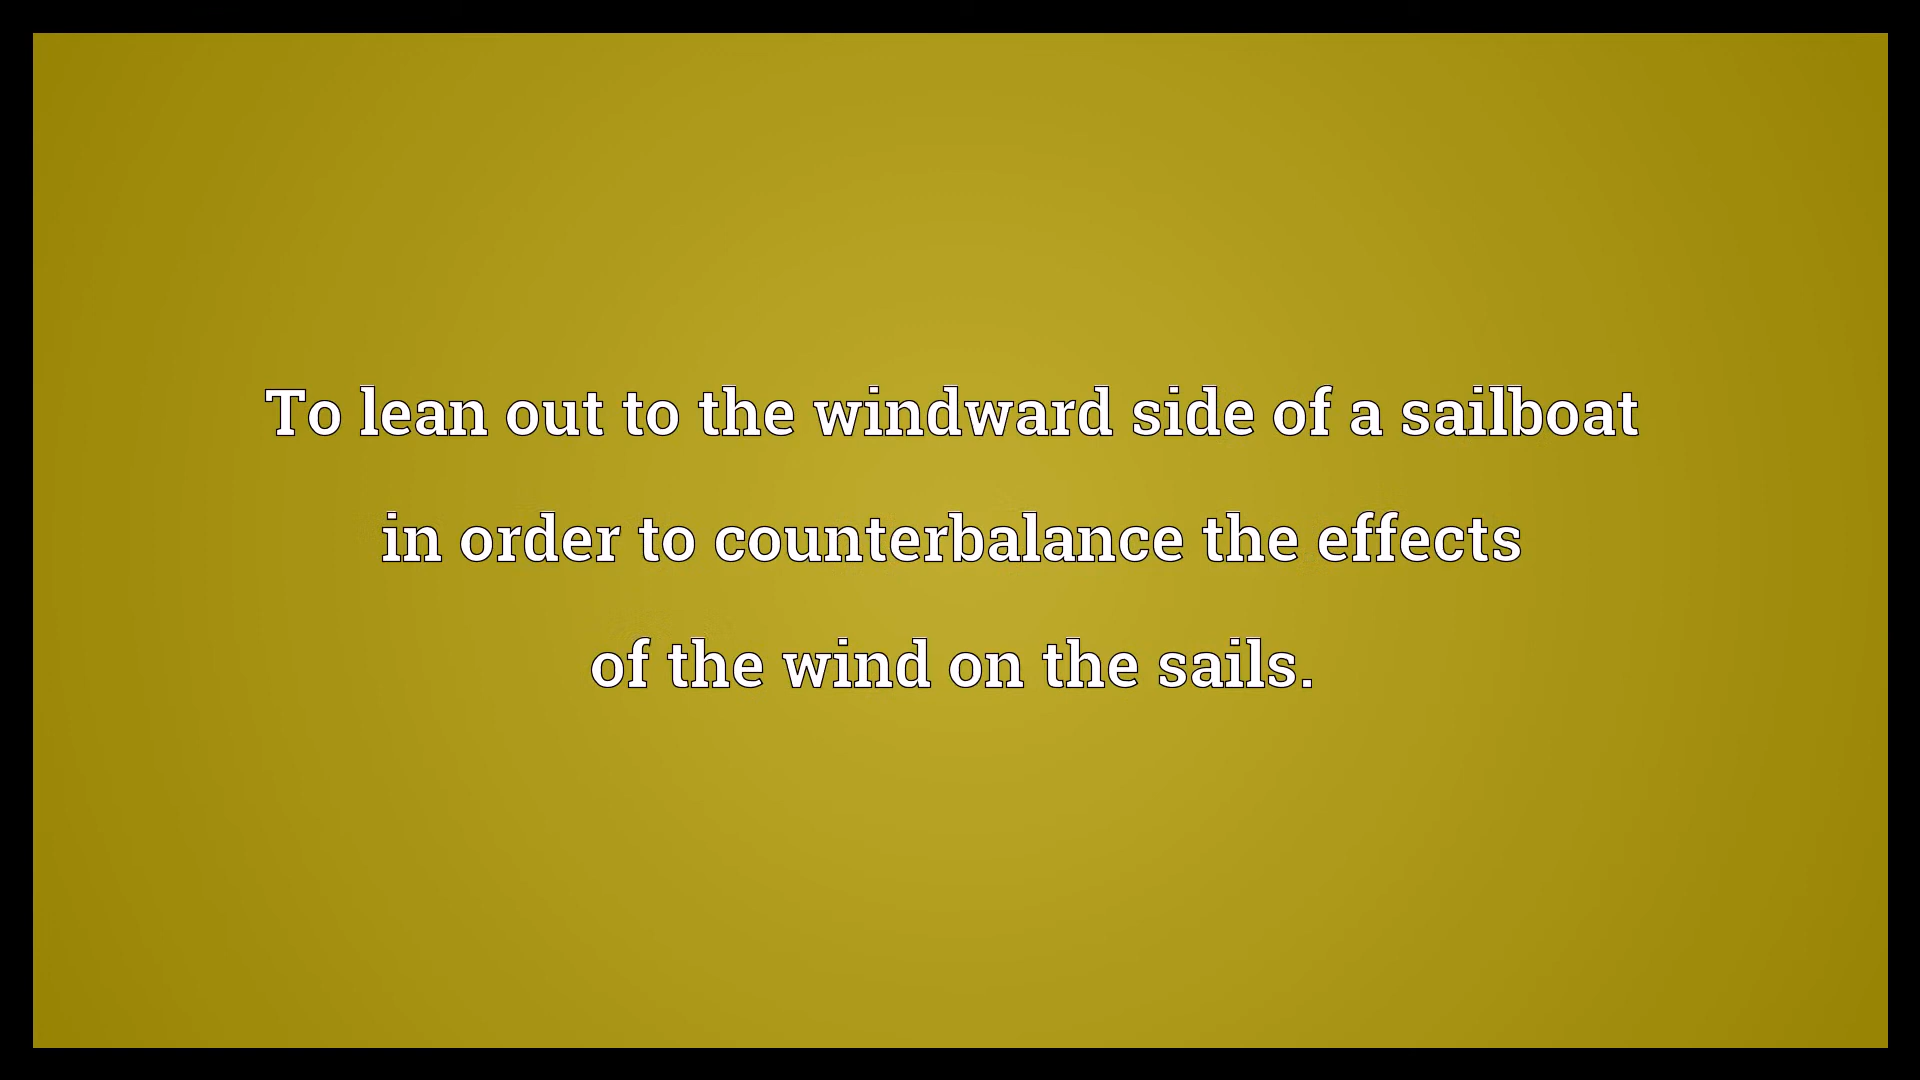 To lean out to the windward side of a sailboat
in order to counterbalance the effects
of the wind on the sails.